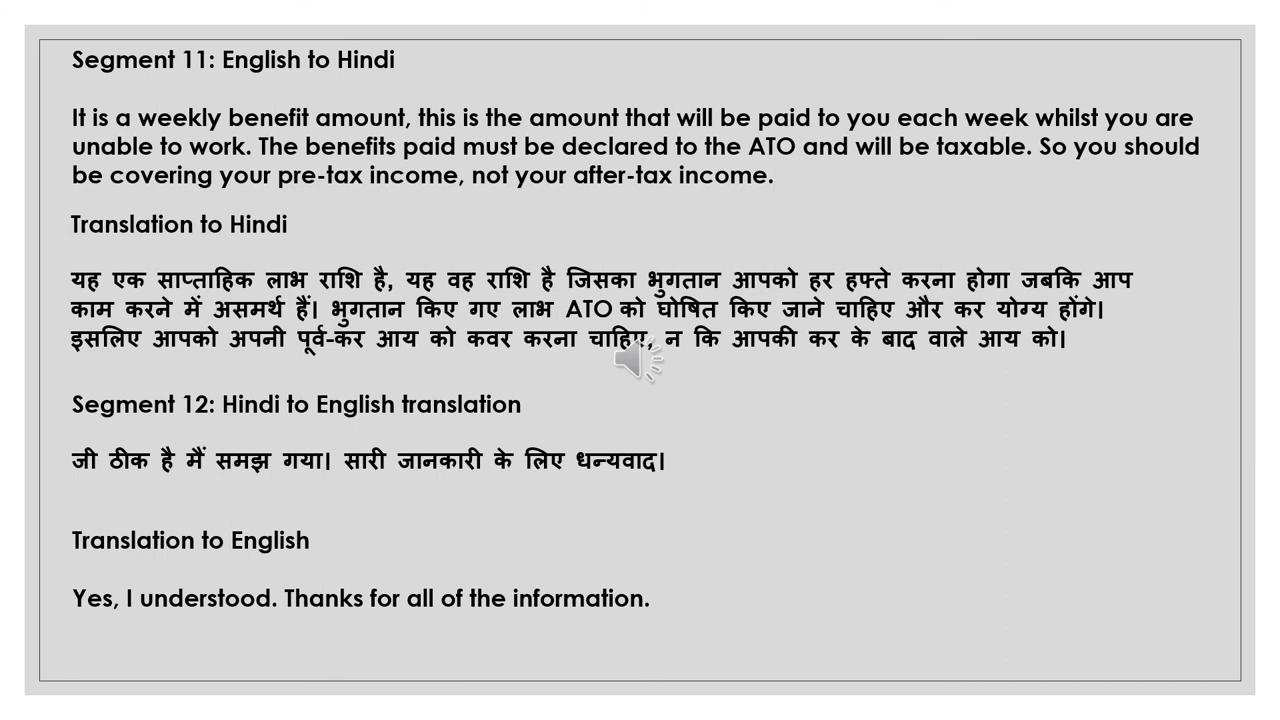 Segment 11: English to Hindi
It is a weekly benefit amount, this is the amount that will be paid to you each week whilst you are
unable to work. The benefits paid must be declared to the ATO and will be taxable. So you should
be covering your pre-tax income, not your after-tax income.
Translation to Hindi
यह एक साप्ताहिक लाभ राशि है, यह वह राशि है जिसका भुगतान आपको हर हफ्ते करना होगा जबकि आप
काम करने में असमर्थ हैं। भुगतान किए गए लाभ ATO को घोषित किए जाने चाहिए और कर योग्य होंगे।
इसलिए आपको अपनी पूर्व-कर आय को कवर करना चाहिए, न कि आपकी कर के बाद वाले आय को।
Segment 12: Hindi to English translation
जी ठीक है मैं समझ गया। सारी जानकारी के लिए धन्यवाद।
Translation to English
Yes, I understood. Thanks for all of the information.